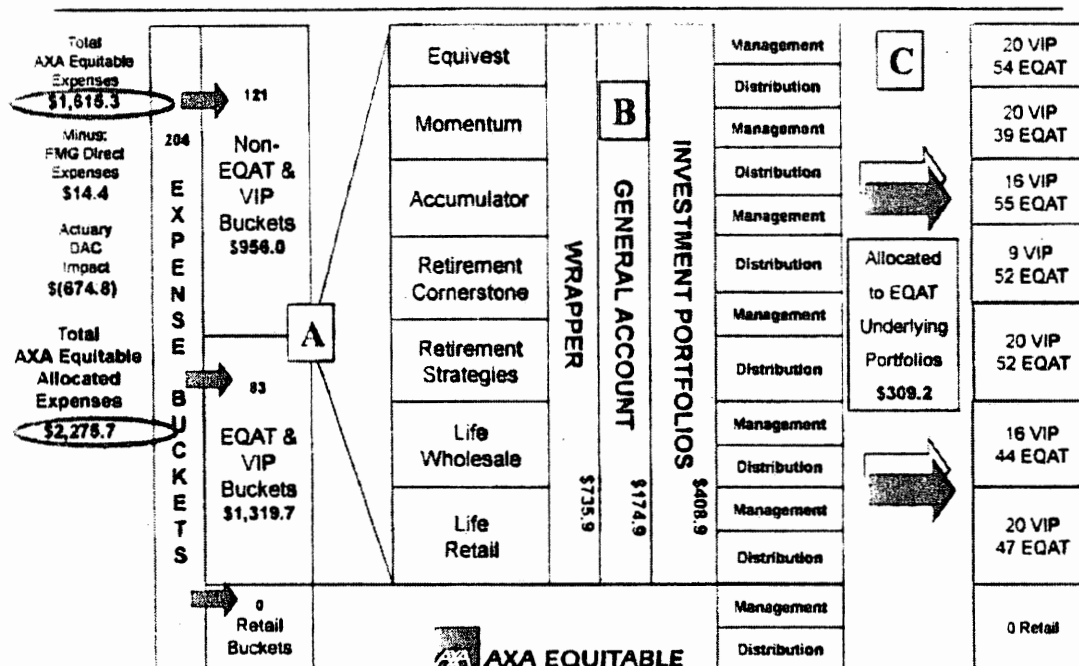 Total
AXA Equitable
Expenses
$1,615.3
Minus:
FMG Direct
Expenses
$14.4
Actuary
DAC
Impact
$(674.8)
Total
AXA Equitable
Allocated
Expenses
$2,275.7
204
EXPENSE BUCKETS
121
Non-
EQAT &
VIP
Buckets
$956.0
83
EQAT &
VIP
Buckets
$1,319.7
0
Retail
Buckets
A
Equivest
Momentum
Accumulator
Retirement
Cornerstone
Retirement
Strategies
Life
Wholesale
Life
Retail
WRAPPER
$735.9
B
GENERAL ACCOUNT
$174.9
INVESTMENT PORTFOLIOS
$408.9
Management
Distribution
Management
Distribution
Management
Distribution
Management
Distribution
Management
Distribution
Management
Distribution
Management
Distribution
C
Allocated
to EQAT
Underlying
Portfolios
$309.2
20 VIP
54 EQAT
20 VIP
39 EQAT
16 VIP
55 EQAT
9 VIP
52 EQAT
20 VIP
52 EQAT
16 VIP
44 EQAT
20 VIP
47 EQAT
0 Retail
AXA EQUITABLE